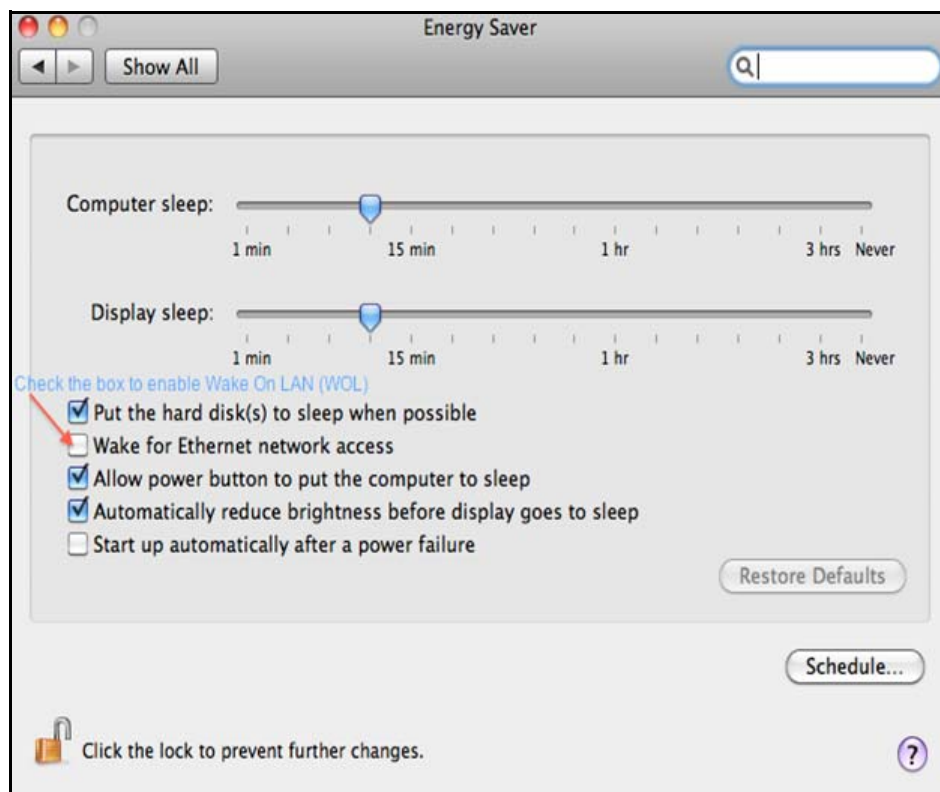 Energy Saver
Show All
Computer sleep:
1 min 15 min 1 hr 3 hrs Never
Display sleep:
1 min 15 min 1 hr 3 hrs Never
Check the box to enable Wake On LAN (WOL)
Put the hard disk(s) to sleep when possible
Wake for Ethernet network access
Allow power button to put the computer to sleep
Automatically reduce brightness before display goes to sleep
Start up automatically after a power failure
Restore Defaults
Schedule...
Click the lock to prevent further changes.
?